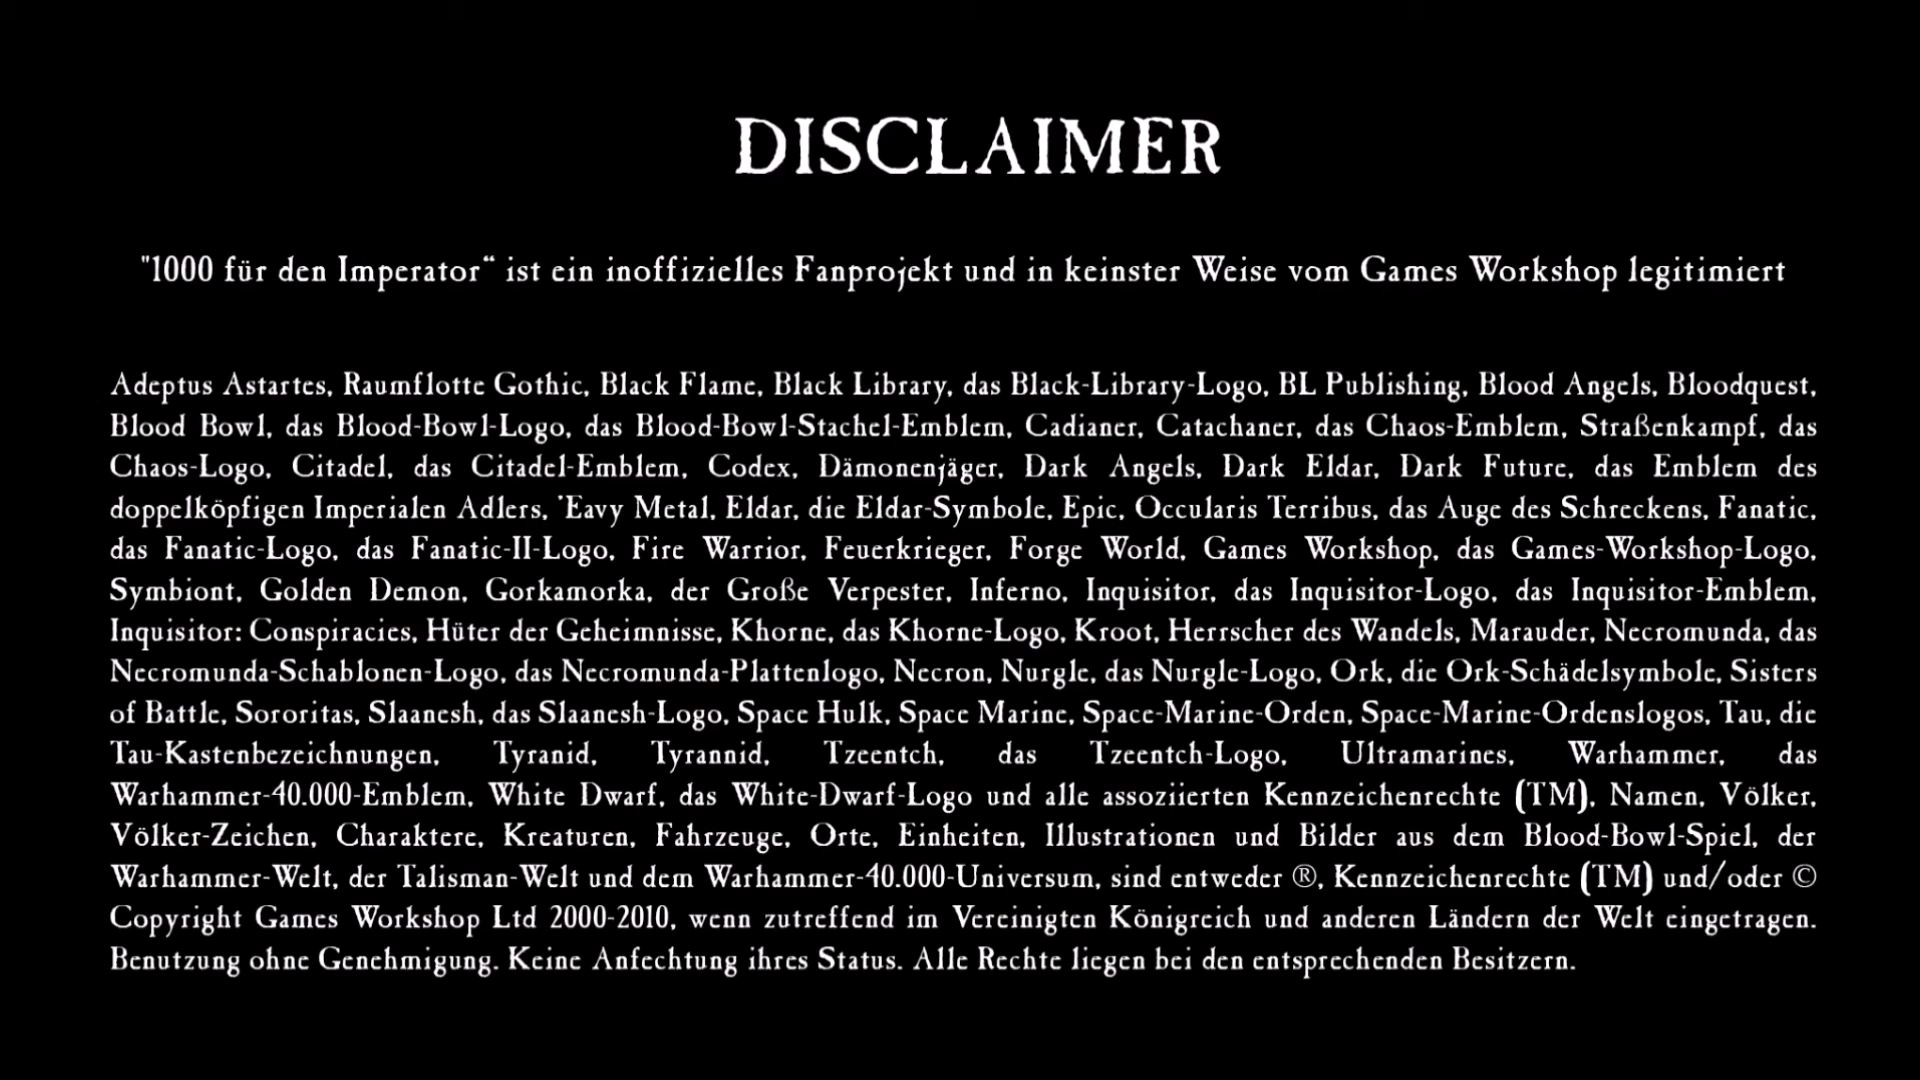 DISCLAIMER
"1000 für den Imperator“ ist ein inoffizielles Fanprojekt und in keinster Weise vom Games Workshop legitimiert
Adeptus Astartes, Raumflotte Gothic, Black Flame, Black Library, das Black-Library-Logo, BL Publishing, Blood Angels, Bloodquest,
Blood Bowl, das Blood-Bowl-Logo, das Blood-Bowl-Stachel-Emblem, Cadianer, Catachaner, das Chaos-Emblem, Straßenkampf, das
Chaos-Logo, Citadel, das Citadel-Emblem, Codex, Dämonenjäger, Dark Angels, Dark Eldar, Dark Future, das Emblem des
doppelköpfigen Imperialen Adlers, 'Eavy Metal, Eldar, die Eldar-Symbole, Epic, Occularis Terribus, das Auge des Schreckens, Fanatic,
das Fanatic-Logo, das Fanatic-II-Logo, Fire Warrior, Feuerkrieger, Forge World, Games Workshop, das Games-Workshop-Logo,
Symbiont, Golden Demon, Gorkamorka, der Große Verpester, Inferno, Inquisitor, das Inquisitor-Logo, das Inquisitor-Emblem,
Inquisitor: Conspiracies, Hüter der Geheimnisse, Khorne, das Khorne-Logo, Kroot, Herrscher des Wandels, Marauder, Necromunda, das
Necromunda-Schablonen-Logo, das Necromunda-Plattenlogo, Necron, Nurgle, das Nurgle-Logo, Ork, die Ork-Schädelsymbole, Sisters
of Battle, Sororitas, Slaanesh, das Slaanesh-Logo, Space Hulk, Space Marine, Space-Marine-Orden, Space-Marine-Ordenslogos, Tau, die
Tau-Kastenbezeichnungen, Tyranid, Tyrannid, Tzeentch, das Tzeentch-Logo, Ultramarines, Warhammer, das
Warhammer-40.000-Emblem, White Dwarf, das White-Dwarf-Logo und alle assoziierten Kennzeichenrechte (TM), Namen, Völker,
Völker-Zeichen, Charaktere, Kreaturen, Fahrzeuge, Orte, Einheiten, Illustrationen und Bilder aus dem Blood-Bowl-Spiel, der
Warhammer-Welt, der Talisman-Welt und dem Warhammer-40.000-Universum, sind entweder ®, Kennzeichenrechte (TM) und/oder ©
Copyright Games Workshop Ltd 2000-2010, wenn zutreffend im Vereinigten Königreich und anderen Ländern der Welt eingetragen.
Benutzung ohne Genehmigung. Keine Anfechtung ihres Status. Alle Rechte liegen bei den entsprechenden Besitzern.